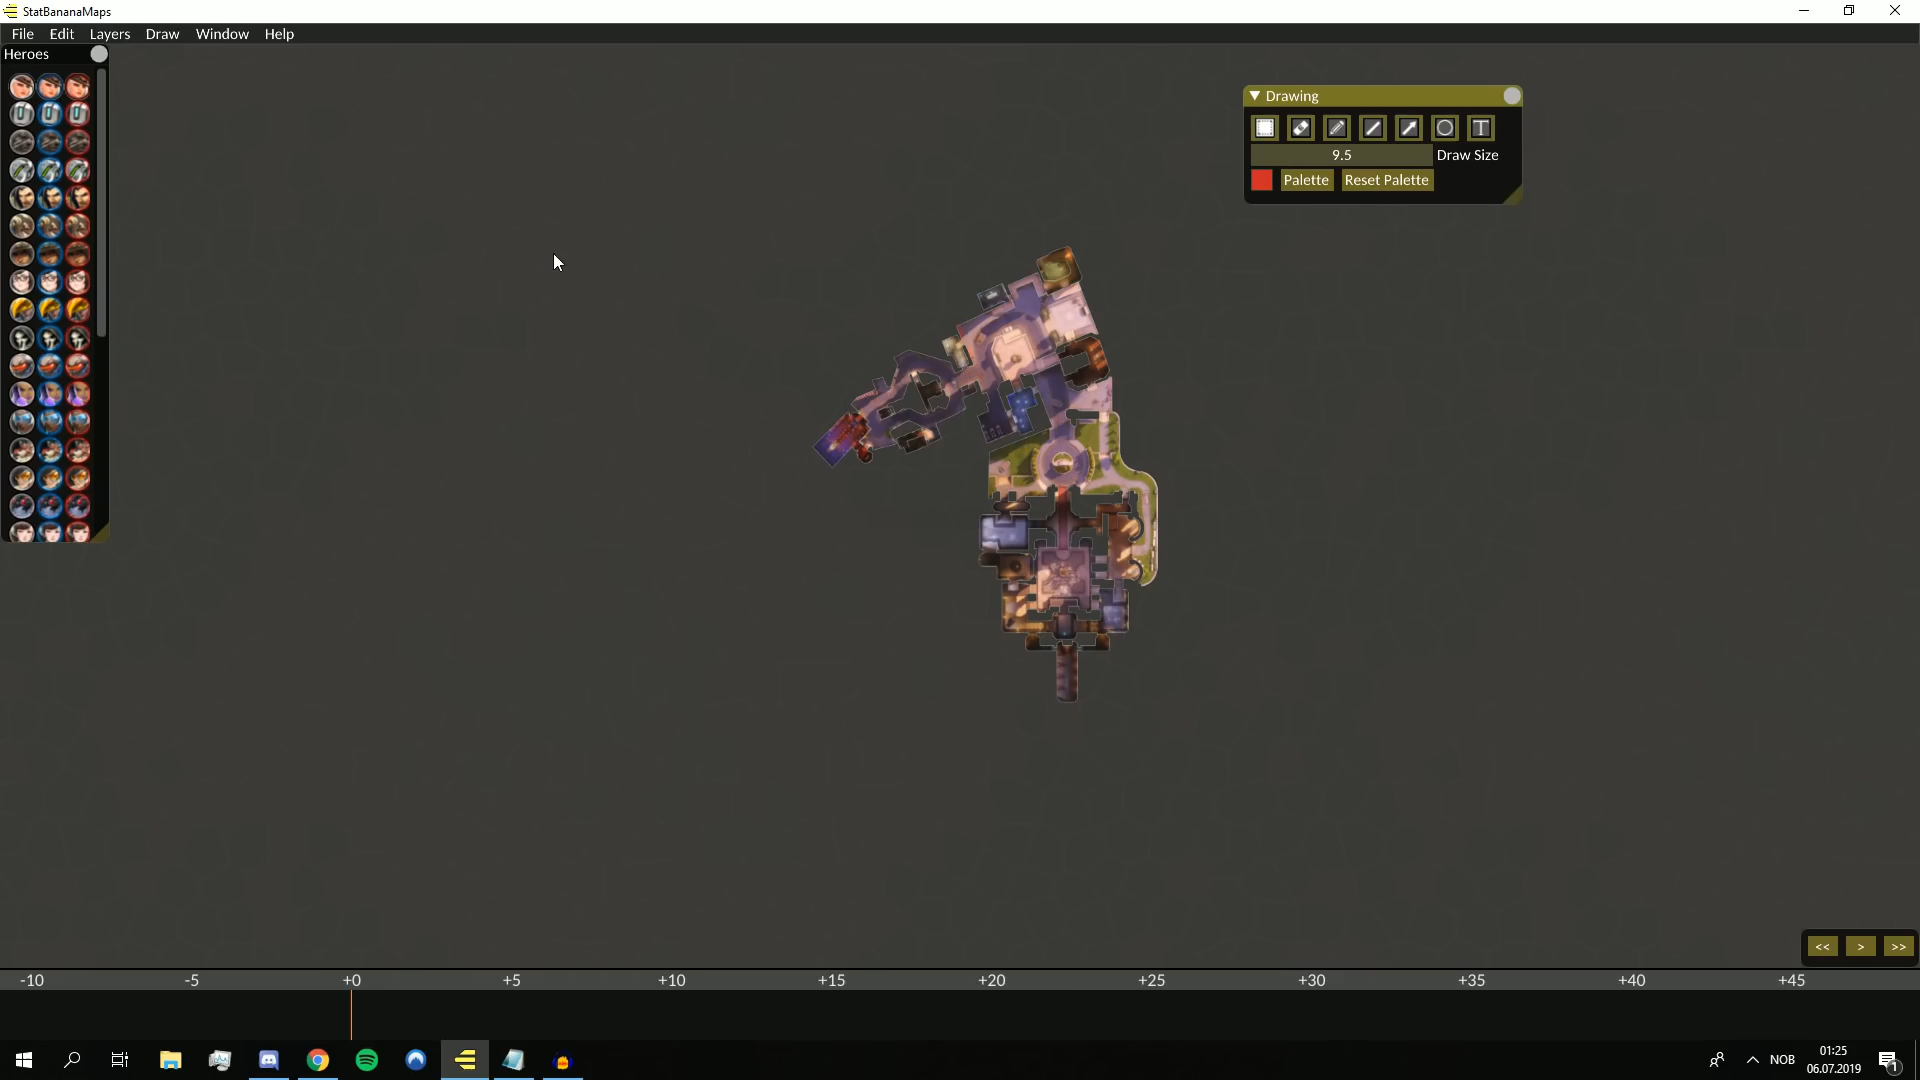 StatBananaMaps
File Edit Layers Draw Window Help
Heroes
Drawing
T
9.5 Draw Size
Palette Reset Palette
<< > >>
-10 -5 +0 +5 +10 +15 +20 +25 +30 +35 +40 +45
NOB
01:25
06.07.2019
1